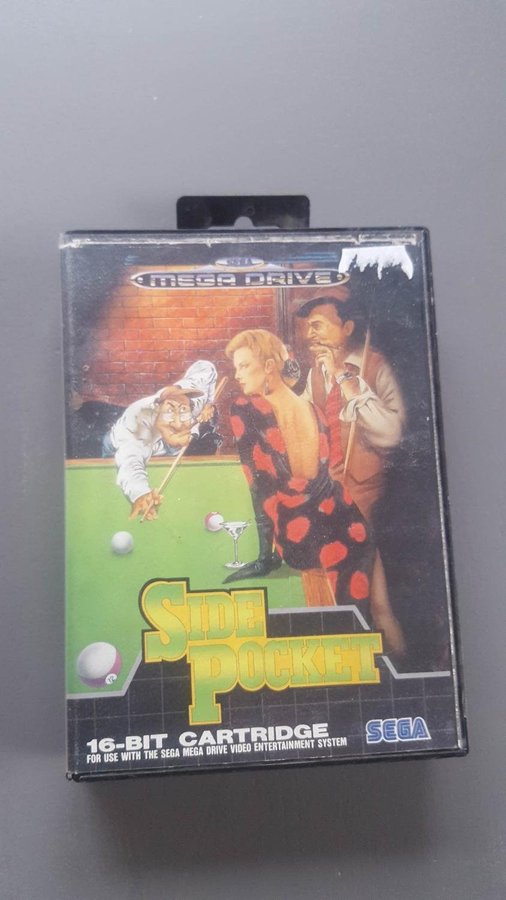 MEGA DRIVE
SIDE
POCKET
16-BIT CARTRIDGE
FOR USE WITH THE SEGA MEGA DRIVE VIDEO ENTERTAINMENT SYSTEM
SEGA